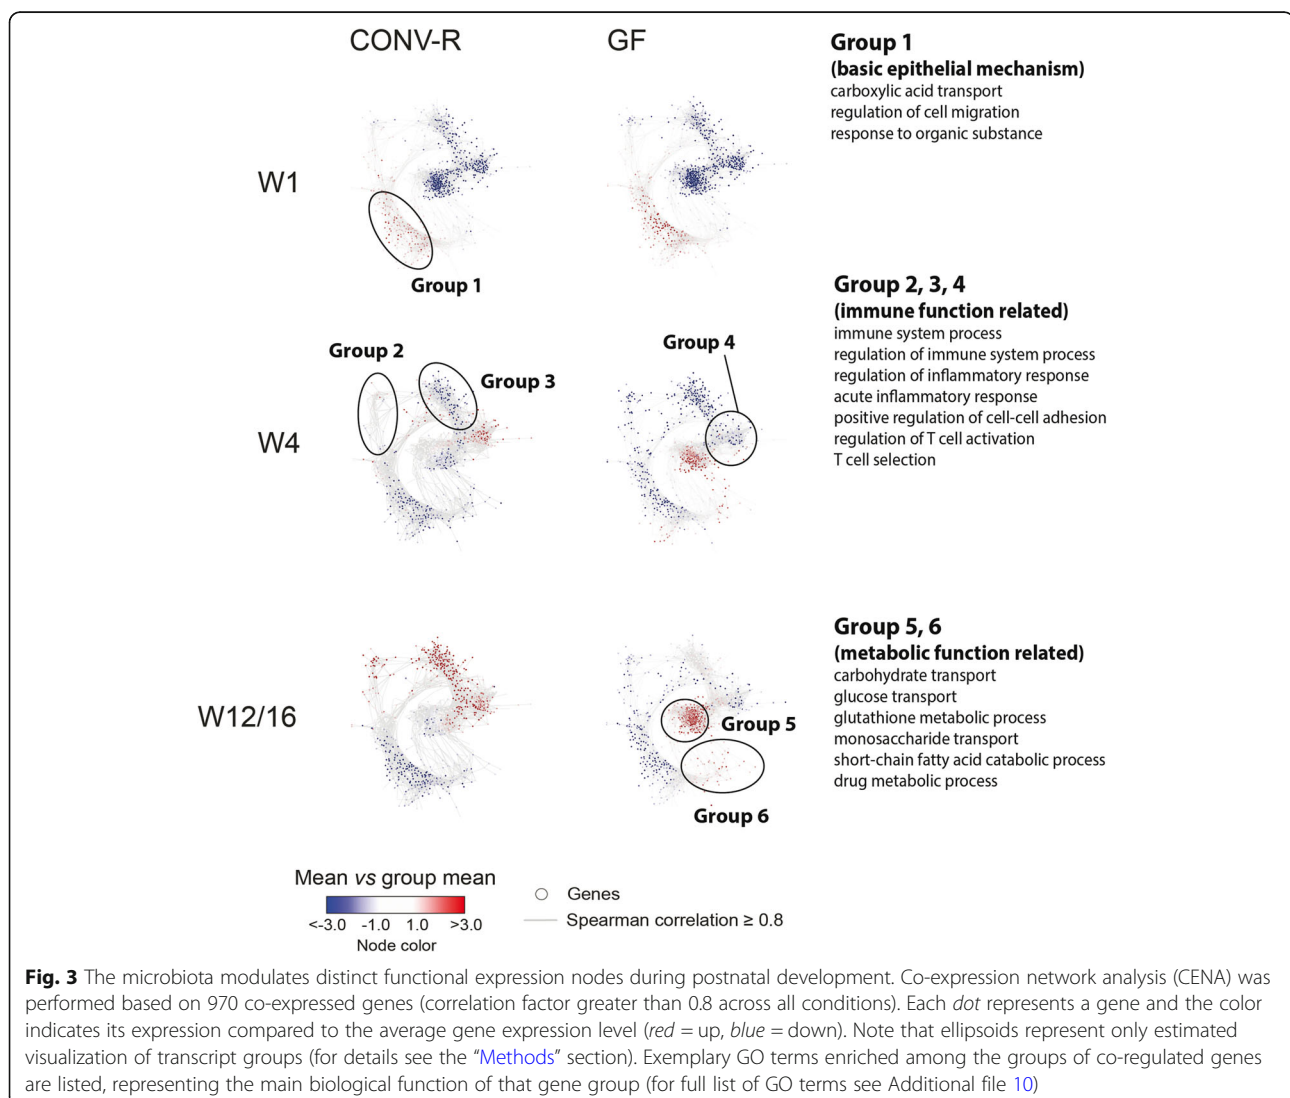 CONV-R
GF
Group 1
(basic epithelial mechanism)
carboxylic acid transport
regulation of cell migration
response to organic substance
W1
Group 1
Group 2, 3, 4
(immune function related)
immune system process
regulation of immune system process
regulation of inflammatory response
acute inflammatory response
positive regulation of cell-cell adhesion
regulation of T cell activation
T cell selection
Group 2
Group 3
Group 4
W4
Group 5, 6
(metabolic function related)
carbohydrate transport
glucose transport
glutathione metabolic process
monosaccharide transport
short-chain fatty acid catabolic process
drug metabolic process
W12/16
Group 5
Group 6
Mean vs group mean
<-3.0 -1.0 1.0 >3.0
Node color
Genes
Spearman correlation ≥ 0.8
Fig. 3 The microbiota modulates distinct functional expression nodes during postnatal development. Co-expression network analysis (CENA) was
performed based on 970 co-expressed genes (correlation factor greater than 0.8 across all conditions). Each dot represents a gene and the color
indicates its expression compared to the average gene expression level (red = up, blue = down). Note that ellipsoids represent only estimated
visualization of transcript groups (for details see the “Methods” section). Exemplary GO terms enriched among the groups of co-regulated genes
are listed, representing the main biological function of that gene group (for full list of GO terms see Additional file 10)